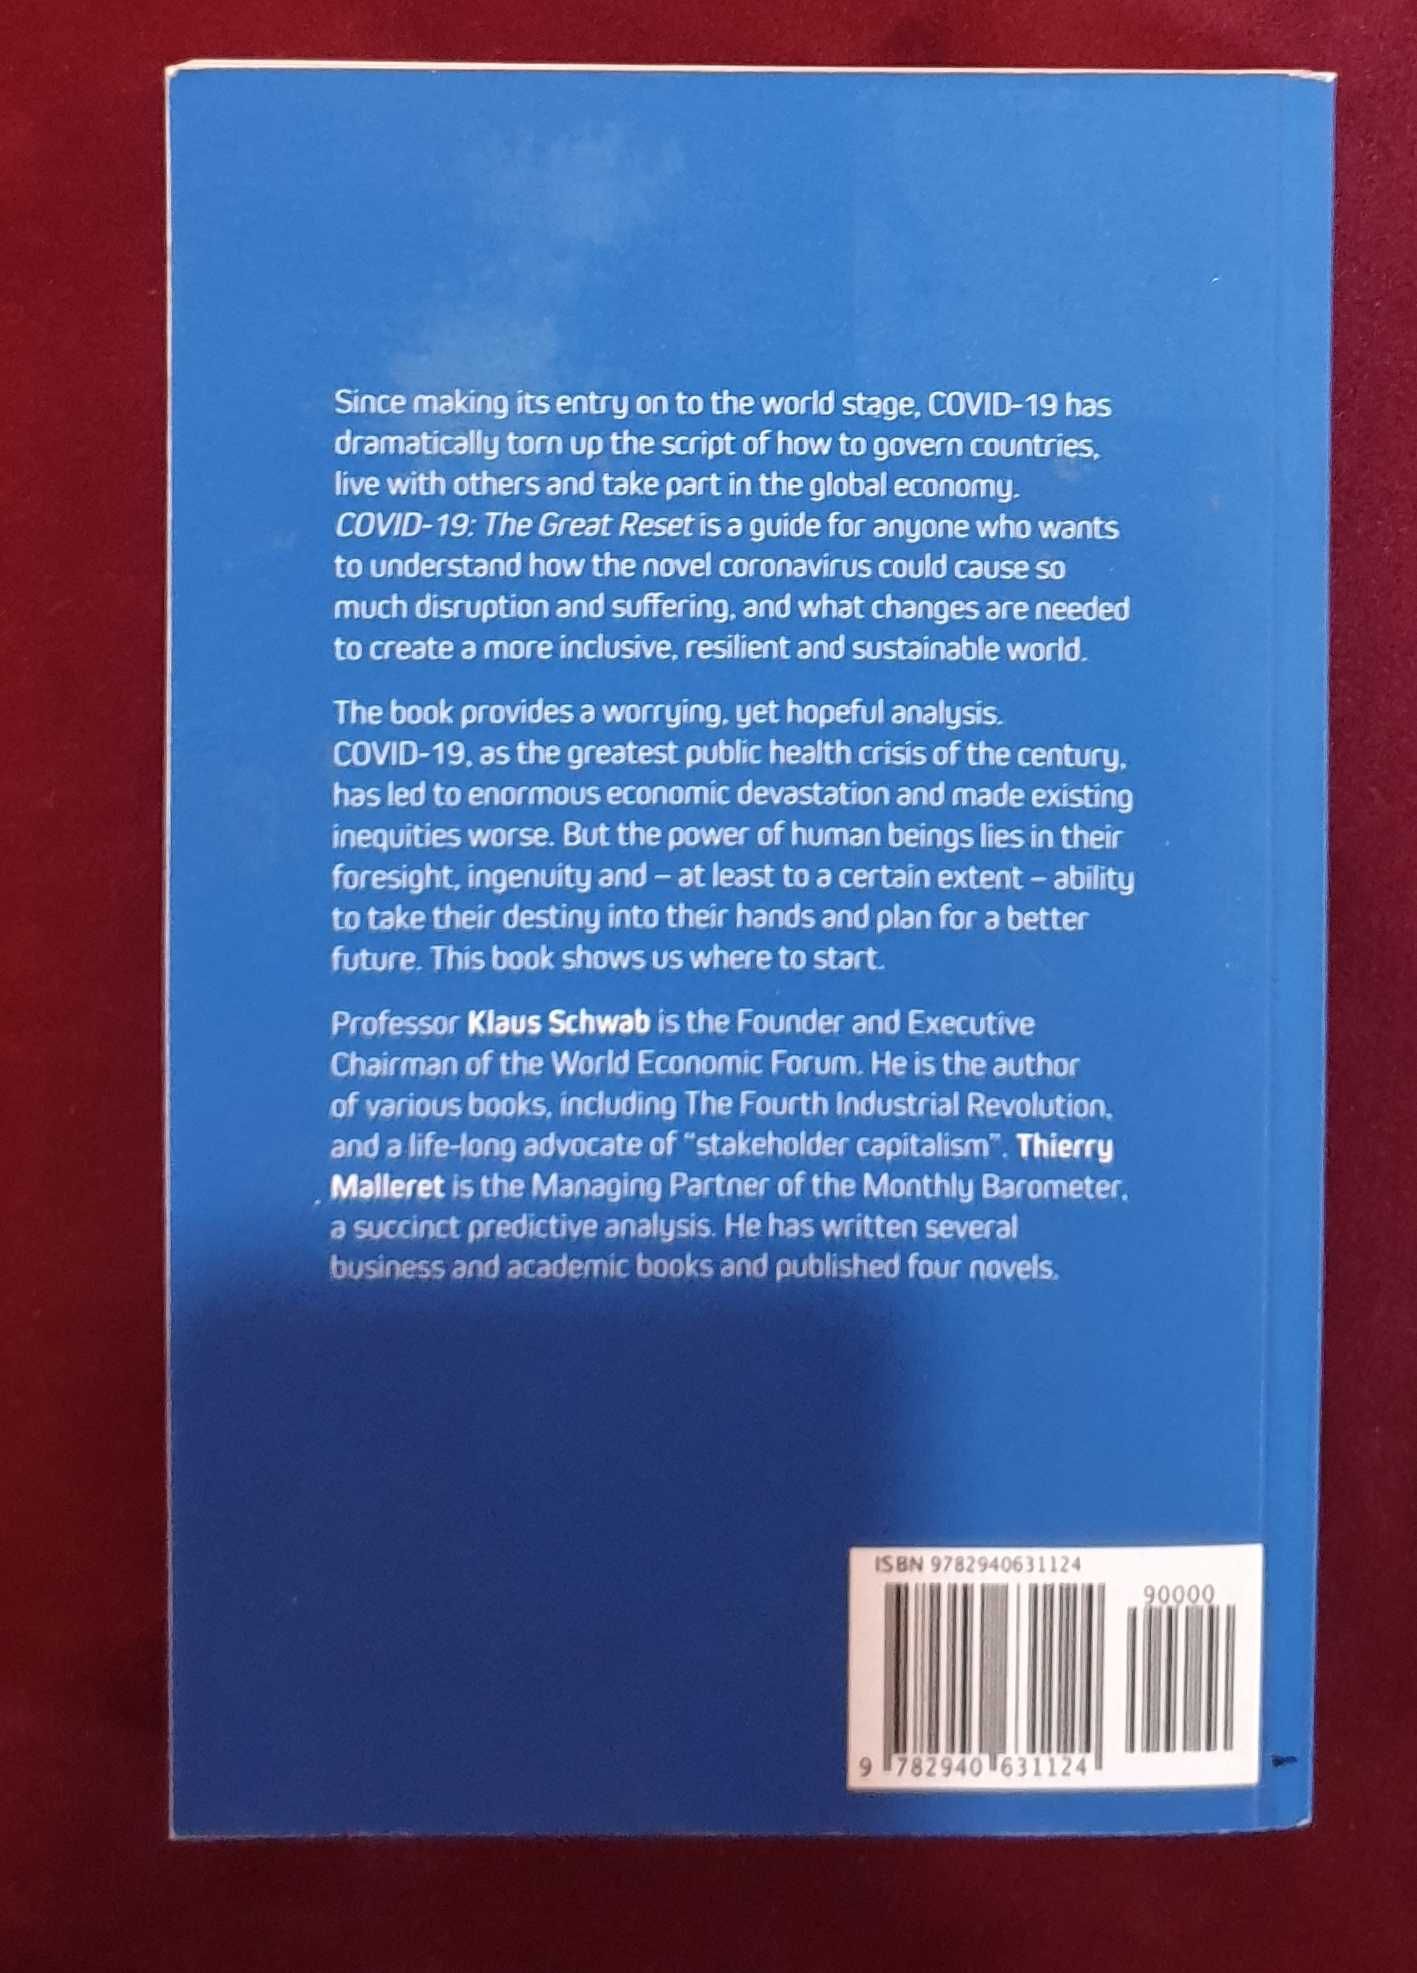 Since making its entry on to the world stage, COVID-19 has
dramatically torn up the script of how to govern countries,
live with others and take part in the global economy.
COVID-19: The Great Reset is a guide for anyone who wants
to understand how the novel coronavirus could cause so
much disruption and suffering, and what changes are needed
to create a more inclusive, resilient and sustainable world.
The book provides a worrying, yet hopeful analysis.
COVID-19, as the greatest public health crisis of the century,
has led to enormous economic devastation and made existing
inequities worse. But the power of human beings lies in their
foresight, ingenuity and – at least to a certain extent – ability
to take their destiny into their hands and plan for a better
future. This book shows us where to start.
Professor Klaus Schwab is the Founder and Executive
Chairman of the World Economic Forum. He is the author
of various books, including The Fourth Industrial Revolution,
and a life-long advocate of “stakeholder capitalism”. Thierry
Malleret is the Managing Partner of the Monthly Barometer,
a succinct predictive analysis. He has written several
business and academic books and published four novels.
ISBN 9782940631124
90000
9 782940 631124